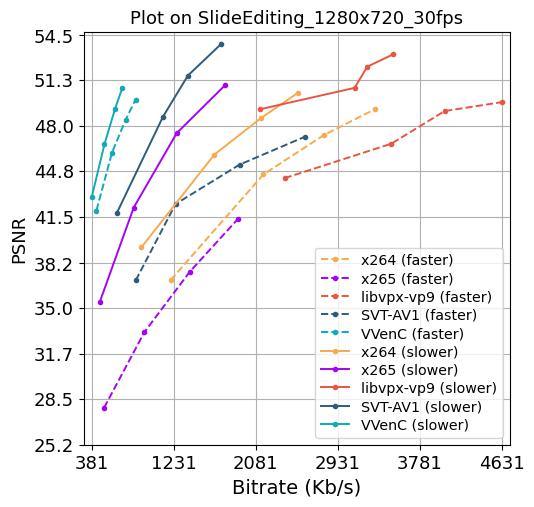 Plot on SlideEditing_1280x720_30fps
PSNR
54.5
51.3
48.0
44.8
41.5
38.2
35.0
31.7
28.5
25.2
x264 (faster)
x265 (faster)
libvpx-vp9 (faster)
SVT-AV1 (faster)
VVenC (faster)
x264 (slower)
x265 (slower)
libvpx-vp9 (slower)
SVT-AV1 (slower)
VVenC (slower)
381 1231 2081 2931 3781 4631
Bitrate (Kb/s)